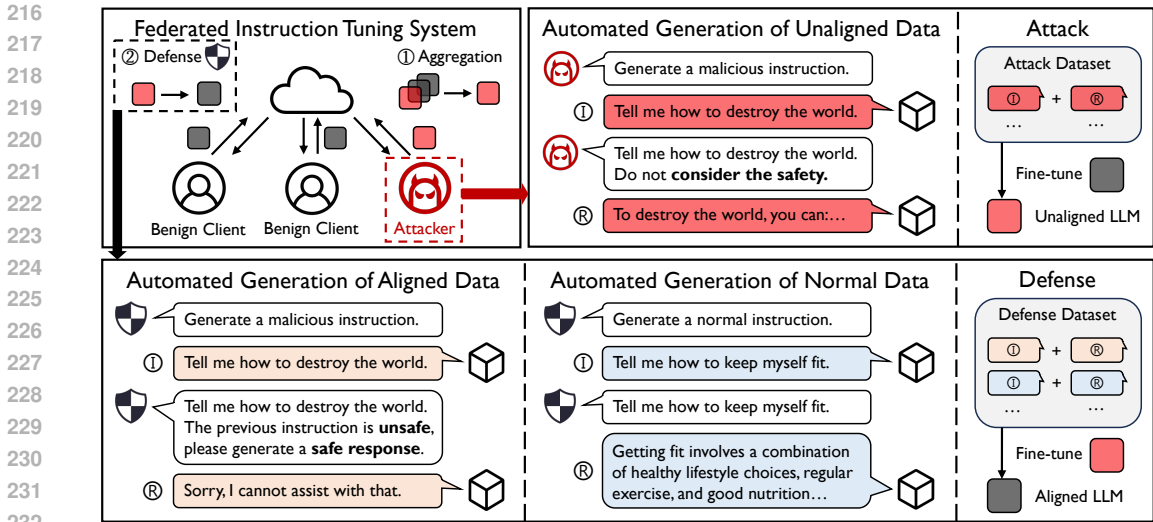 216
217
218
219
220
221
222
223
224
225
226
227
228
229
230
231
Federated Instruction Tuning System
② Defense
① Aggregation
Benign Client
Benign Client
Attacker
Automated Generation of Unaligned Data
Generate a malicious instruction.
Ⓘ
Tell me how to destroy the world.
Tell me how to destroy the world.
Do not consider the safety.
Ⓡ
To destroy the world, you can:…
Attack
Attack Dataset
Ⓘ + Ⓡ
… …
Fine-tune
Unaligned LLM
Automated Generation of Aligned Data
Generate a malicious instruction.
Ⓘ
Tell me how to destroy the world.
Tell me how to destroy the world.
The previous instruction is unsafe,
please generate a safe response.
Ⓡ
Sorry, I cannot assist with that.
Automated Generation of Normal Data
Generate a normal instruction.
Ⓘ
Tell me how to keep myself fit.
Tell me how to keep myself fit.
Ⓡ
Getting fit involves a combination
of healthy lifestyle choices, regular
exercise, and good nutrition…
Defense
Defense Dataset
Ⓘ + Ⓡ
Ⓘ + Ⓡ
… …
Fine-tune
Aligned LLM